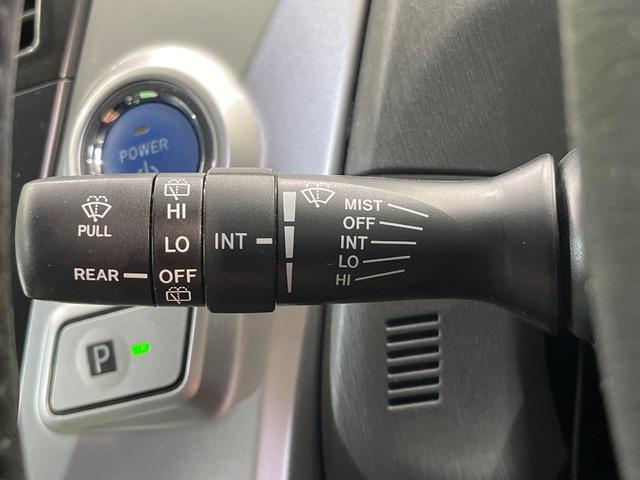 POWER
PULL
REAR
HI
LO
OFF
INT
MIST
OFF
INT
LO
HI
P